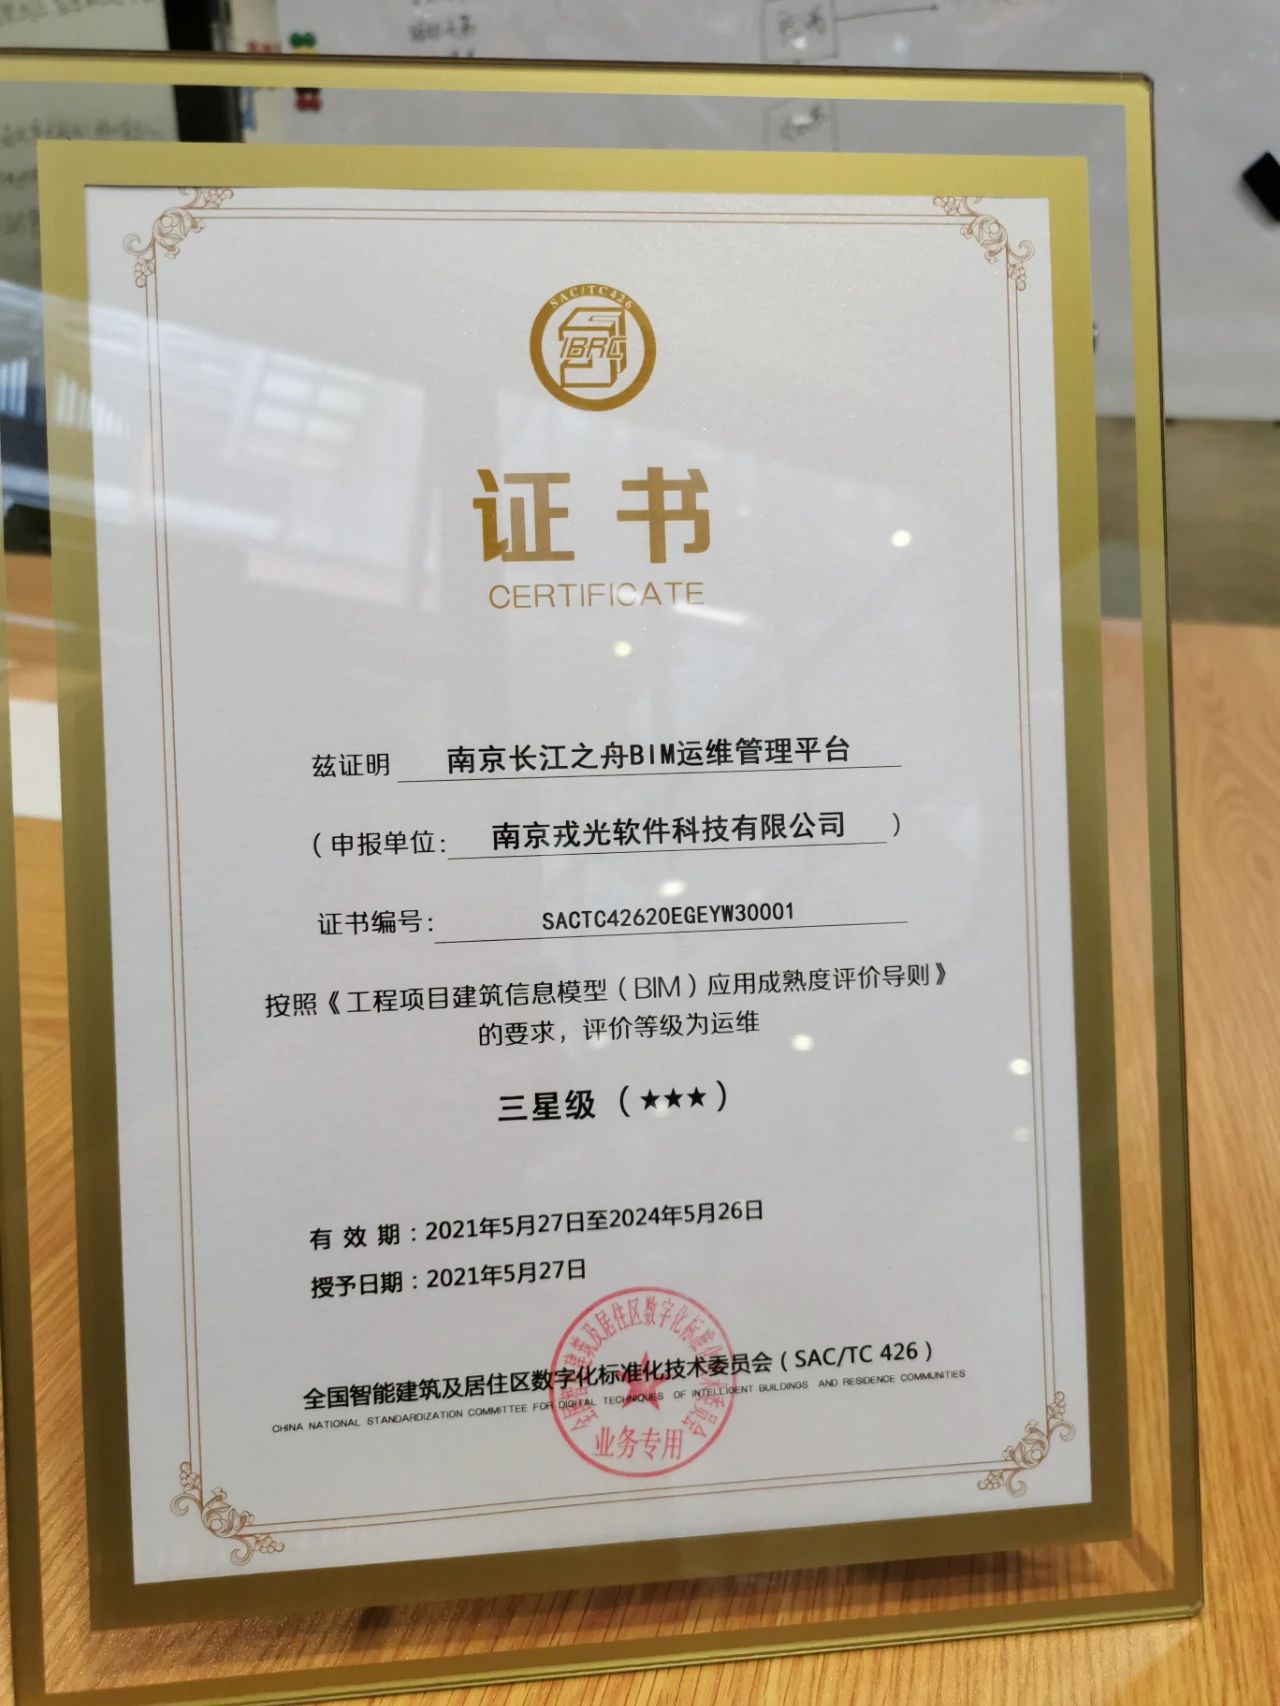 SAC/TC426
IBRC
证书
CERTIFICATE
兹证明 南京长江之舟BIM运维管理平台
（申报单位: 南京戎光软件科技有限公司 ）
证书编号: SACTC42620EGEYW30001
按照《工程项目建筑信息模型（BIM）应用成熟度评价导则》
的要求，评价等级为运维
三星级（★★★）
有 效 期：2021年5月27日至2024年5月26日
授予日期：2021年5月27日
全国智能建筑及居住区数字化标准化技术委员会（SAC/TC 426）
CHINA NATIONAL STANDARDIZATION COMMITTEE FOR DIGITAL TECHNIQUES OF INTELLIGENT BUILDINGS AND RESIDENCE COMMUNITIES
业务专用